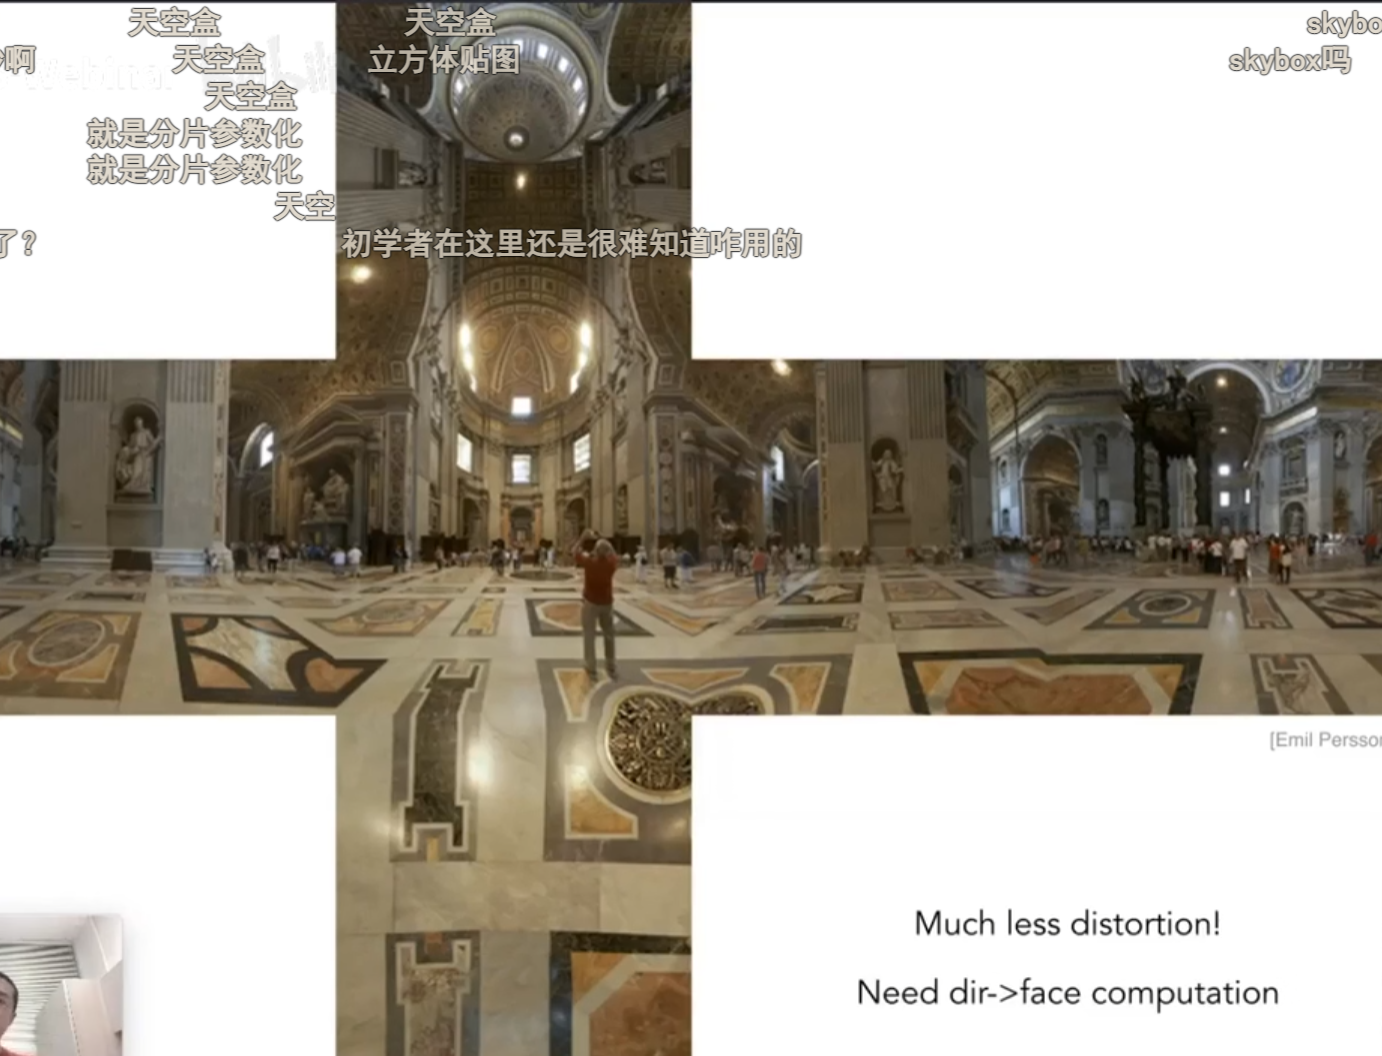 天空盒
天空盒
skybo
啊
天空盒
立方体贴图
skybox吗
Webinar
天空盒
就是分片参数化
就是分片参数化
天空
了？
初学者在这里还是很难知道咋用的
[Emil Persson
Much less distortion!
Need dir->face computation